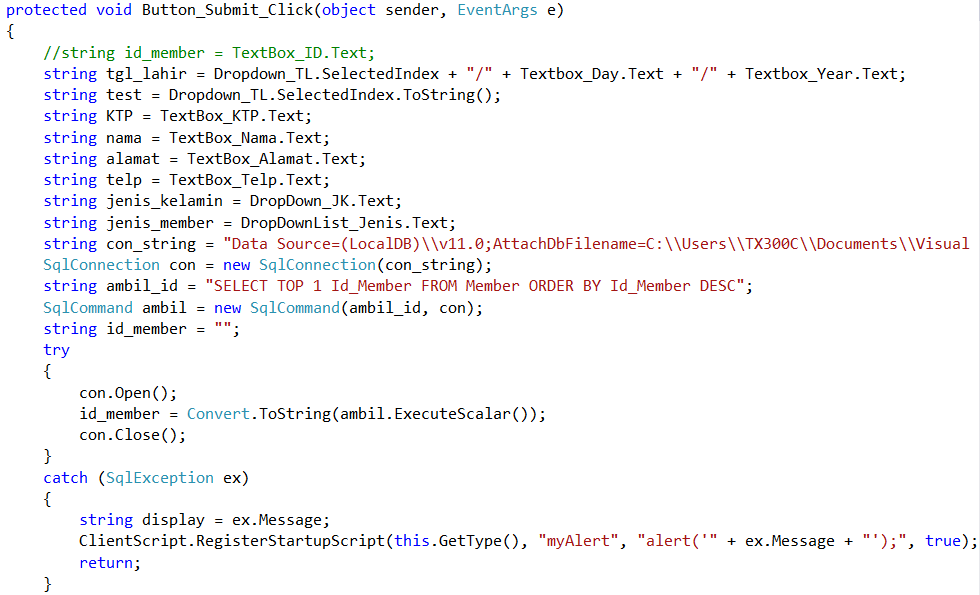 protected void Button_Submit_Click(object sender, EventArgs e)
{
    //string id_member = TextBox_ID.Text;
    string tgl_lahir = Dropdown_TL.SelectedIndex + "/" + Textbox_Day.Text + "/" + Textbox_Year.Text;
    string test = Dropdown_TL.SelectedIndex.ToString();
    string KTP = TextBox_KTP.Text;
    string nama = TextBox_Nama.Text;
    string alamat = TextBox_Alamat.Text;
    string telp = TextBox_Telp.Text;
    string jenis_kelamin = DropDown_JK.Text;
    string jenis_member = DropDownList_Jenis.Text;
    string con_string = "Data Source=(LocalDB)\\v11.0;AttachDbFilename=C:\\Users\\TX300C\\Documents\\Visual
    SqlConnection con = new SqlConnection(con_string);
    string ambil_id = "SELECT TOP 1 Id_Member FROM Member ORDER BY Id_Member DESC";
    SqlCommand ambil = new SqlCommand(ambil_id, con);
    string id_member = "";
    try
    {
        con.Open();
        id_member = Convert.ToString(ambil.ExecuteScalar());
        con.Close();
    }
    catch (SqlException ex)
    {
        string display = ex.Message;
        ClientScript.RegisterStartupScript(this.GetType(), "myAlert", "alert('" + ex.Message + "');", true);
        return;
    }